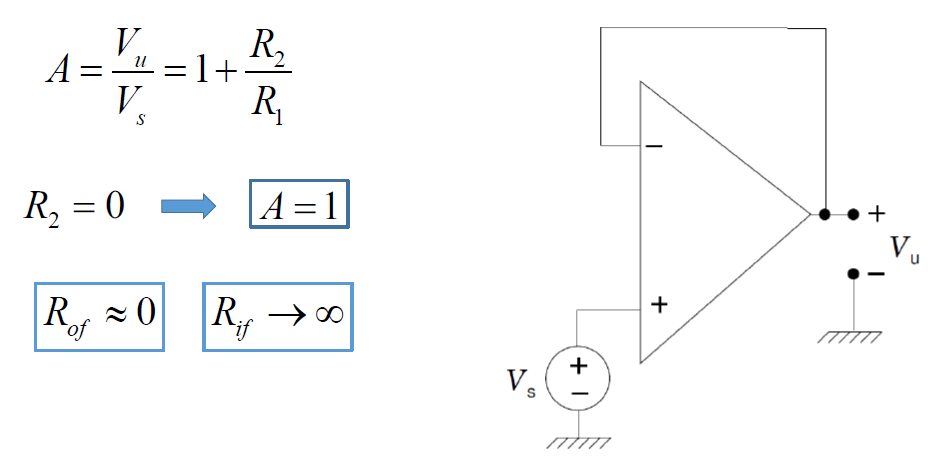 A = V_u / V_s = 1 + R_2 / R_1
R_2 = 0
A = 1
R_of ≈ 0
R_if → ∞
−
+
+
−
V_s
+
−
V_u